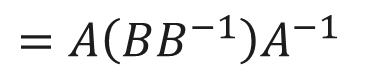 = A(BB⁻¹)A⁻¹